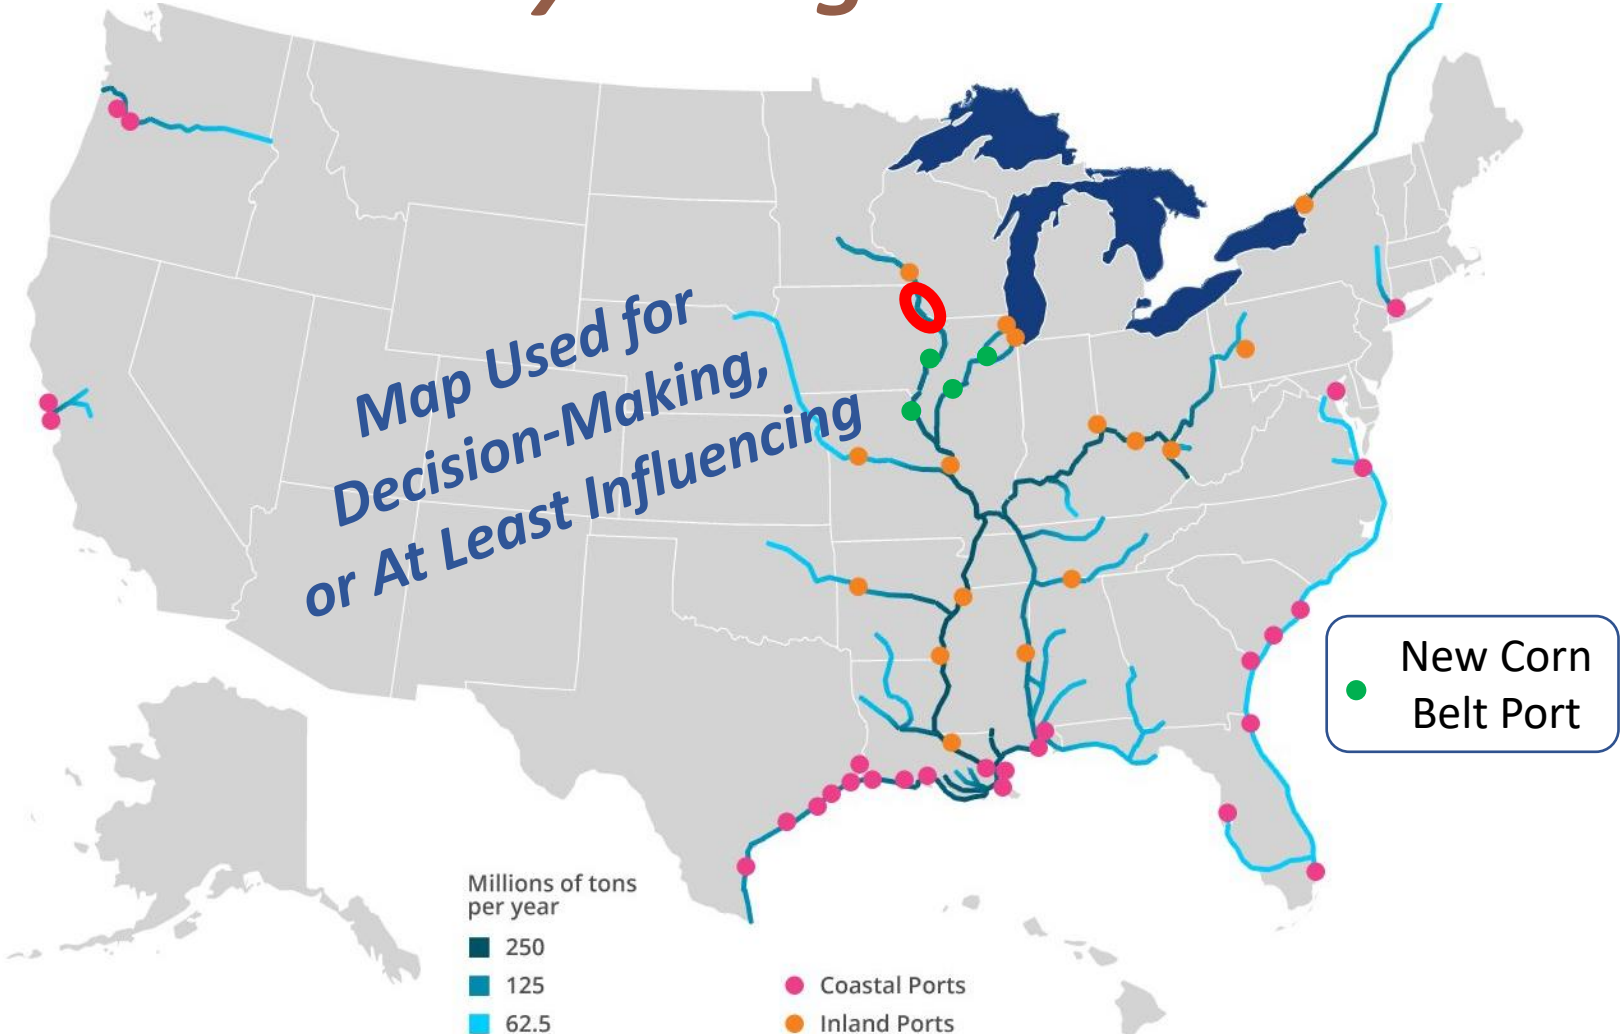 Map Used for
Decision-Making,
or At Least Influencing
New Corn
Belt Port
Millions of tons
per year
250
125
62.5
Coastal Ports
Inland Ports